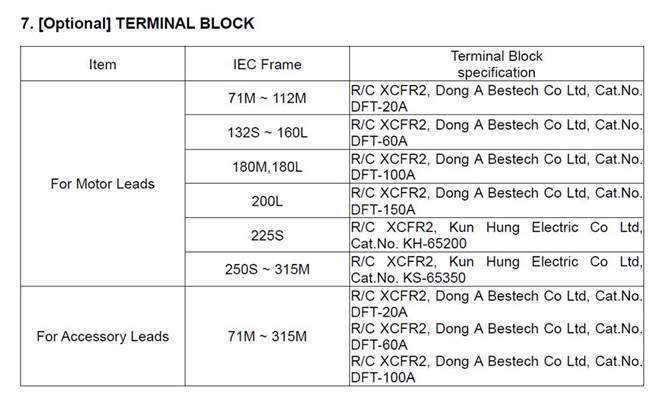 7. [Optional] TERMINAL BLOCK
Item
IEC Frame
Terminal Block
specification
For Motor Leads
71M ~ 112M
R/C XCFR2, Dong A Bestech Co Ltd, Cat.No.
DFT-20A
132S ~ 160L
R/C XCFR2, Dong A Bestech Co Ltd, Cat.No.
DFT-60A
180M,180L
R/C XCFR2, Dong A Bestech Co Ltd, Cat.No.
DFT-100A
200L
R/C XCFR2, Dong A Bestech Co Ltd, Cat.No.
DFT-150A
225S
R/C XCFR2, Kun Hung Electric Co Ltd,
Cat.No. KH-65200
250S ~ 315M
R/C XCFR2, Kun Hung Electric Co Ltd,
Cat.No. KS-65350
For Accessory Leads
71M ~ 315M
R/C XCFR2, Dong A Bestech Co Ltd, Cat.No.
DFT-20A
R/C XCFR2, Dong A Bestech Co Ltd, Cat.No.
DFT-60A
R/C XCFR2, Dong A Bestech Co Ltd, Cat.No.
DFT-100A